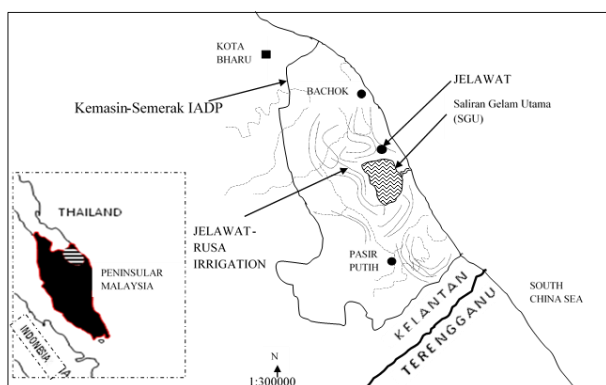 KOTA
BHARU
BACHOK
JELAWAT
Saliran Gelam Utama
(SGU)
Kemasin-Semerak IADP
THAILAND
PENINSULAR
MALAYSIA
INDONESIA
JELAWAT-
RUSA
IRRIGATION
PASIR
PUTIH
KELANTAN
TERENGGANU
SOUTH
CHINA SEA
N
1:300000